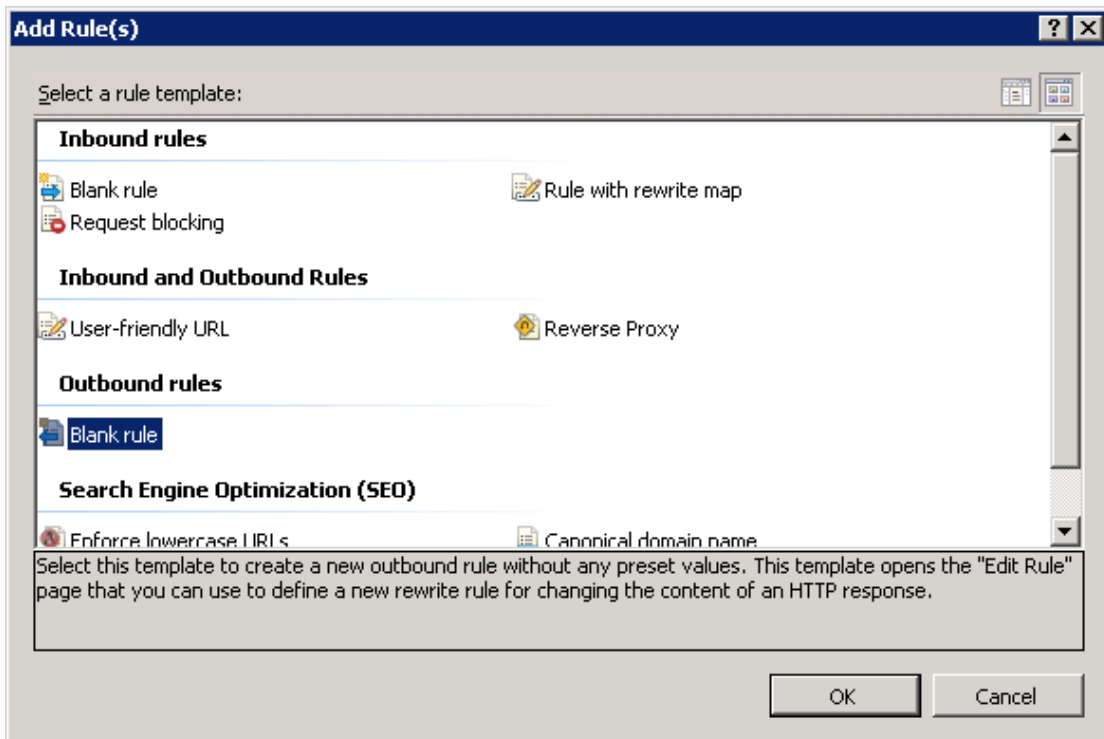 Add Rule(s)
Select a rule template:
Inbound rules
Blank rule
Rule with rewrite map
Request blocking
Inbound and Outbound Rules
User-friendly URL
Reverse Proxy
Outbound rules
Blank rule
Search Engine Optimization (SEO)
Enforce lowercase URLs
Canonical domain name
Select this template to create a new outbound rule without any preset values. This template opens the "Edit Rule"
page that you can use to define a new rewrite rule for changing the content of an HTTP response.
OK
Cancel